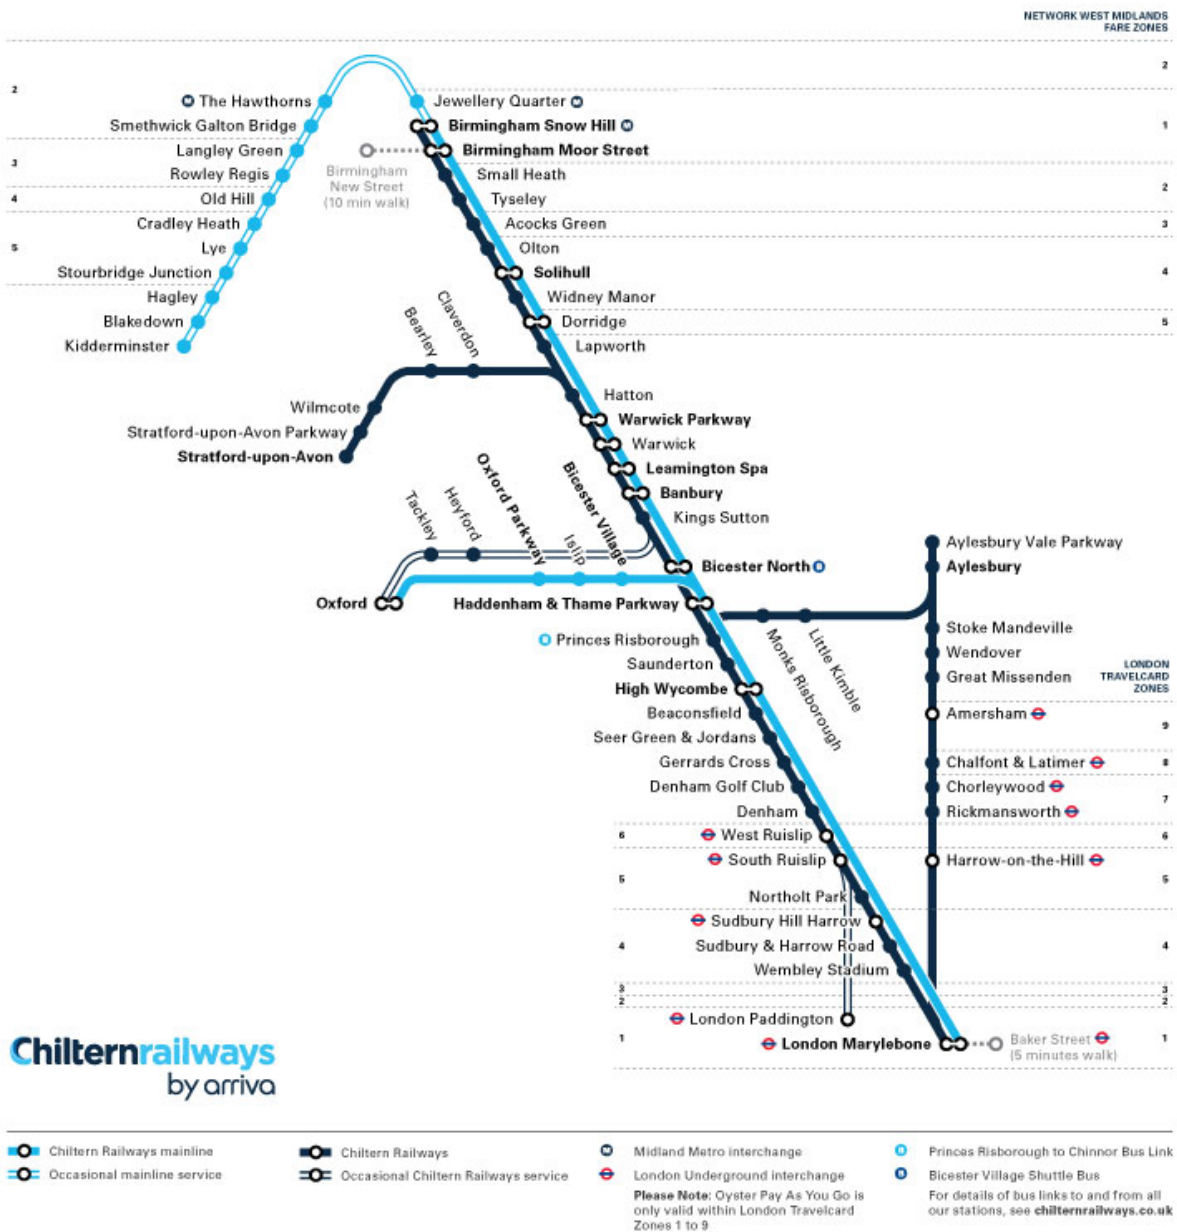 NETWORK WEST MIDLANDS
FARE ZONES
2
2
M The Hawthorns
Jewellery Quarter M
Smethwick Galton Bridge
Birmingham Snow Hill M
1
Langley Green
Birmingham Moor Street
3
Rowley Regis
Birmingham
New Street
(10 min walk)
Small Heath
2
4
Old Hill
Tyseley
Cradley Heath
Acocks Green
3
5
Lye
Olton
Stourbridge Junction
Solihull
4
Hagley
Widney Manor
Blakedown
Dorridge
5
Kidderminster
Lapworth
Bearley
Claverdon
Hatton
Wilmcote
Warwick Parkway
Stratford-upon-Avon Parkway
Warwick
Stratford-upon-Avon
Leamington Spa
Banbury
Kings Sutton
Tackley
Heyford
Oxford Parkway
Islip
Bicester Village
Aylesbury Vale Parkway
Bicester North B
Aylesbury
Oxford
Haddenham & Thame Parkway
Monks Risborough
Little Kimble
Stoke Mandeville
B Princes Risborough
Wendover
Saunderton
Great Missenden
LONDON
TRAVELCARD
ZONES
High Wycombe
Beaconsfield
Amersham
9
Seer Green & Jordans
Gerrards Cross
Chalfont & Latimer
8
Denham Golf Club
Chorleywood
7
Denham
Rickmansworth
6
West Ruislip
6
South Ruislip
Harrow-on-the-Hill
5
5
Northolt Park
Sudbury Hill Harrow
4
Sudbury & Harrow Road
4
Wembley Stadium
3
3
2
2
London Paddington
1
London Marylebone
Baker Street
(5 minutes walk)
1
Chilternrailways
by arriva
Chiltern Railways mainline
Occasional mainline service
Chiltern Railways
Occasional Chiltern Railways service
M Midland Metro interchange
London Underground interchange
Please Note: Oyster Pay As You Go is
only valid within London Travelcard
Zones 1 to 9
B Princes Risborough to Chinnor Bus Link
B Bicester Village Shuttle Bus
For details of bus links to and from all
our stations, see chilternrailways.co.uk